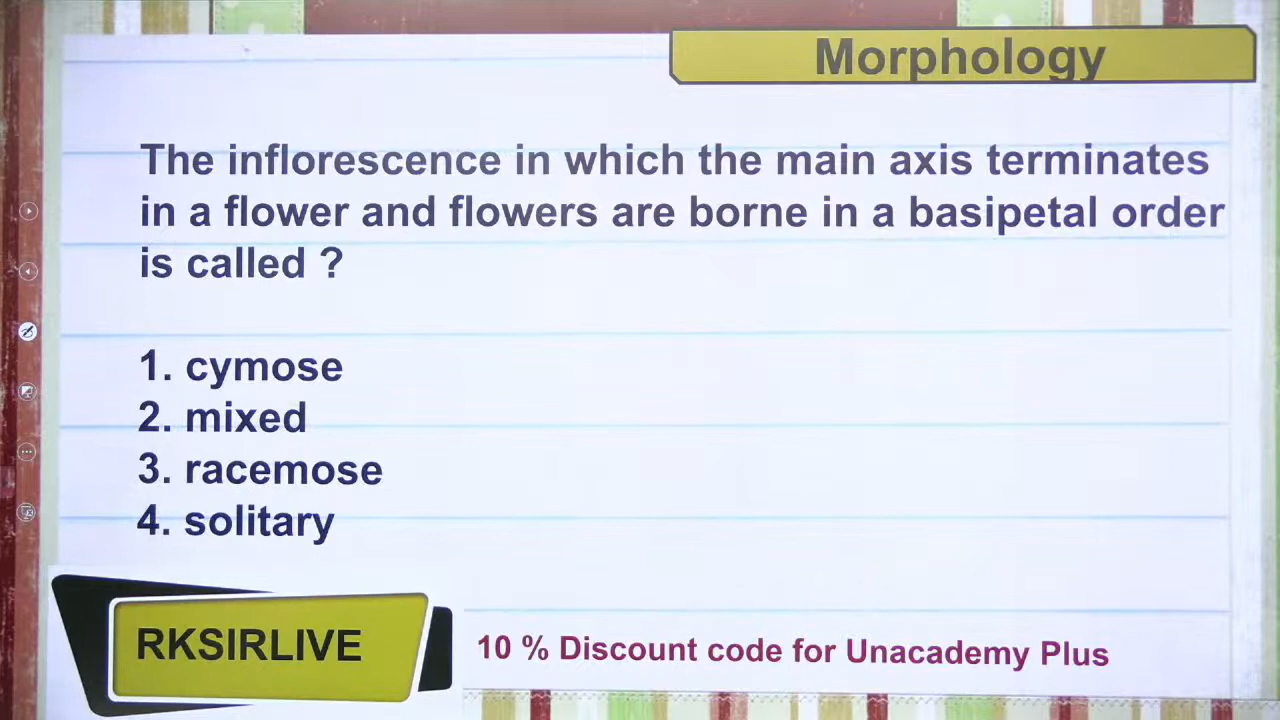 Morphology
The inflorescence in which the main axis terminates
in a flower and flowers are borne in a basipetal order
is called ?
1. cymose
2. mixed
3. racemose
4. solitary
RKSIRLIVE
10 % Discount code for Unacademy Plus